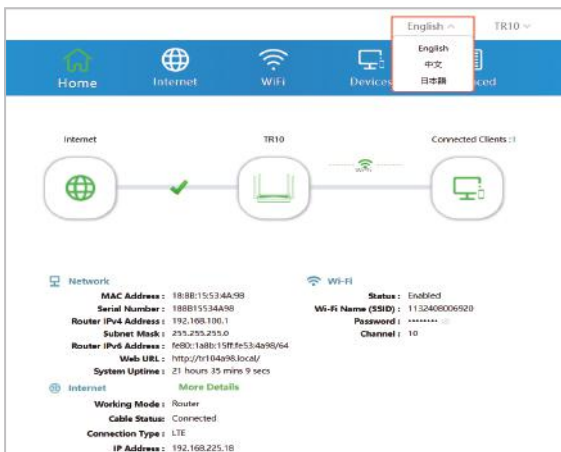 English TR10
English
中文
日本語
Home Internet WiFi Devices ced
Internet TR10 Connected Clients :1
Wi-Fi
Network
MAC Address : 18:8B:15:53:4A:98
Serial Number : 188B15534A98
Router IPv4 Address : 192.168.100.1
Subnet Mask : 255.255.255.0
Router IPv6 Address : fe80::1a8b:15ff:fe53:4a98/64
Web URL : http://tr104a98.local/
System Uptime : 21 hours 35 mins 9 secs
Wi-Fi
Status : Enabled
Wi-Fi Name (SSID) : 1132408006920
Password : ••••••••
Channel : 10
Internet More Details
Working Mode : Router
Cable Status: Connected
Connection Type : LTE
IP Address : 192.168.225.18